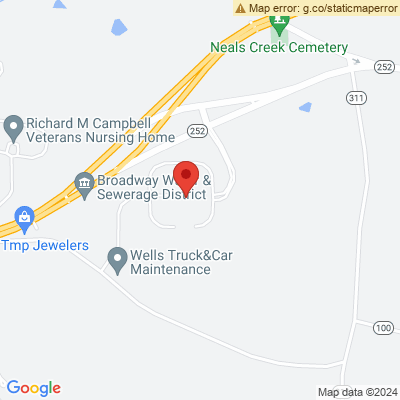 Map error: g.co/staticmaperror
Neals Creek Cemetery
252
311
Richard M Campbell
Veterans Nursing Home
252
Broadway W &
Sewerage District
Tmp Jewelers
Wells Truck&Car
Maintenance
100
Google
Map data ©2024